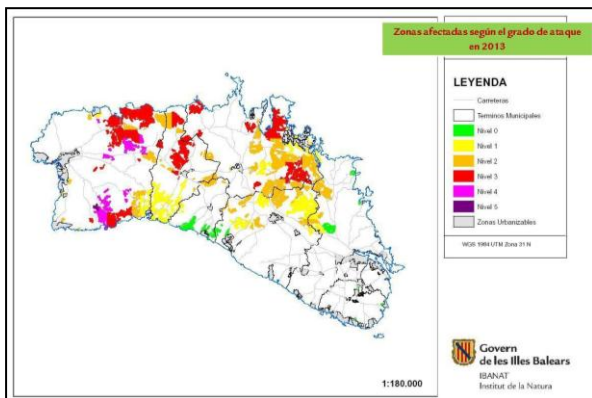 Zonas afectadas según el grado de ataque
en 2013
LEYENDA
Carreteras
Terminos Municipales
Nivel 0
Nivel 1
Nivel 2
Nivel 3
Nivel 4
Nivel 5
Zonas Urbanizables
WGS 1984 UTM Zona 31 N
Govern
de les Illes Balears
IBANAT
Institut de la Natura
1:180.000